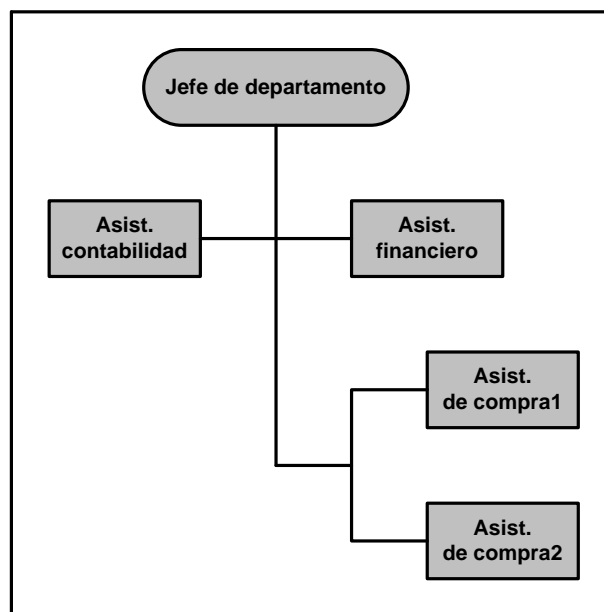 Jefe de departamento
Asist.
contabilidad
Asist.
financiero
Asist.
de compra1
Asist.
de compra2